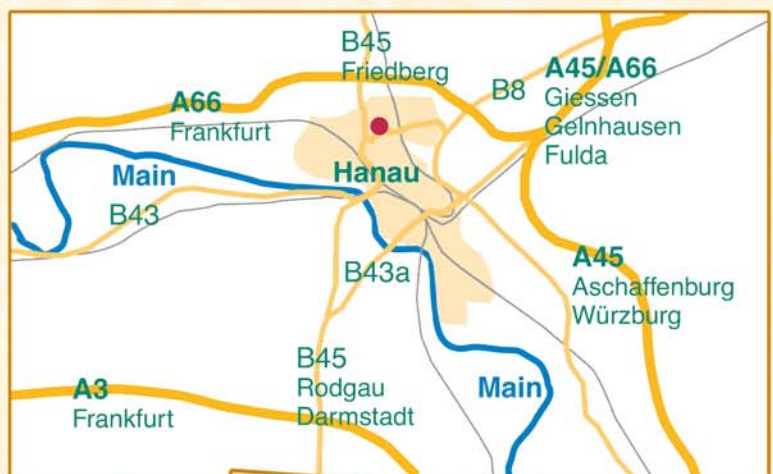 B45
Friedberg
A45/A66
Giessen
Gelnhausen
Fulda
B8
A66
Frankfurt
Hanau
Main
B43
B43a
A45
Aschaffenburg
Würzburg
B45
Rodgau
Darmstadt
Main
A3
Frankfurt